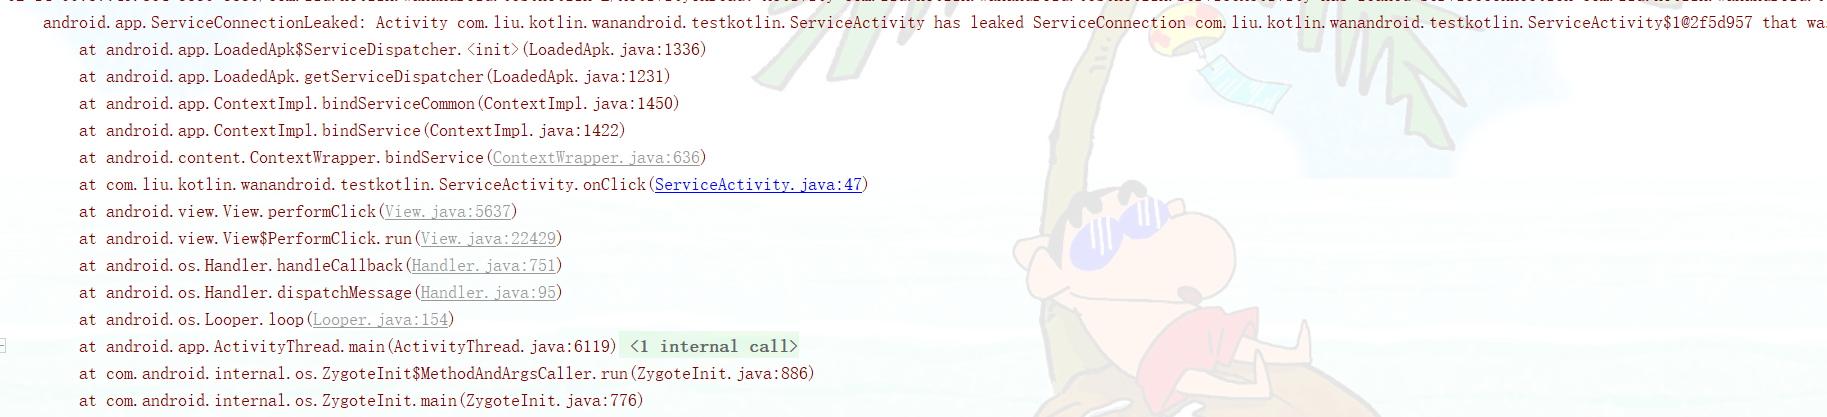 android.app.ServiceConnectionLeaked: Activity com.liu.kotlin.wanandroid.testkotlin.ServiceActivity has leaked ServiceConnection com.liu.kotlin.wanandroid.testkotlin.ServiceActivity$1@2f5d957 that was
at android.app.LoadedApk$ServiceDispatcher.<init>(LoadedApk.java:1336)
at android.app.LoadedApk.getServiceDispatcher(LoadedApk.java:1231)
at android.app.ContextImpl.bindServiceCommon(ContextImpl.java:1450)
at android.app.ContextImpl.bindService(ContextImpl.java:1422)
at android.content.ContextWrapper.bindService(ContextWrapper.java:636)
at com.liu.kotlin.wanandroid.testkotlin.ServiceActivity.onClick(ServiceActivity.java:47)
at android.view.View.performClick(View.java:5637)
at android.view.View$PerformClick.run(View.java:22429)
at android.os.Handler.handleCallback(Handler.java:751)
at android.os.Handler.dispatchMessage(Handler.java:95)
at android.os.Looper.loop(Looper.java:154)
at android.app.ActivityThread.main(ActivityThread.java:6119) <1 internal call>
at com.android.internal.os.ZygoteInit$MethodAndArgsCaller.run(ZygoteInit.java:886)
at com.android.internal.os.ZygoteInit.main(ZygoteInit.java:776)